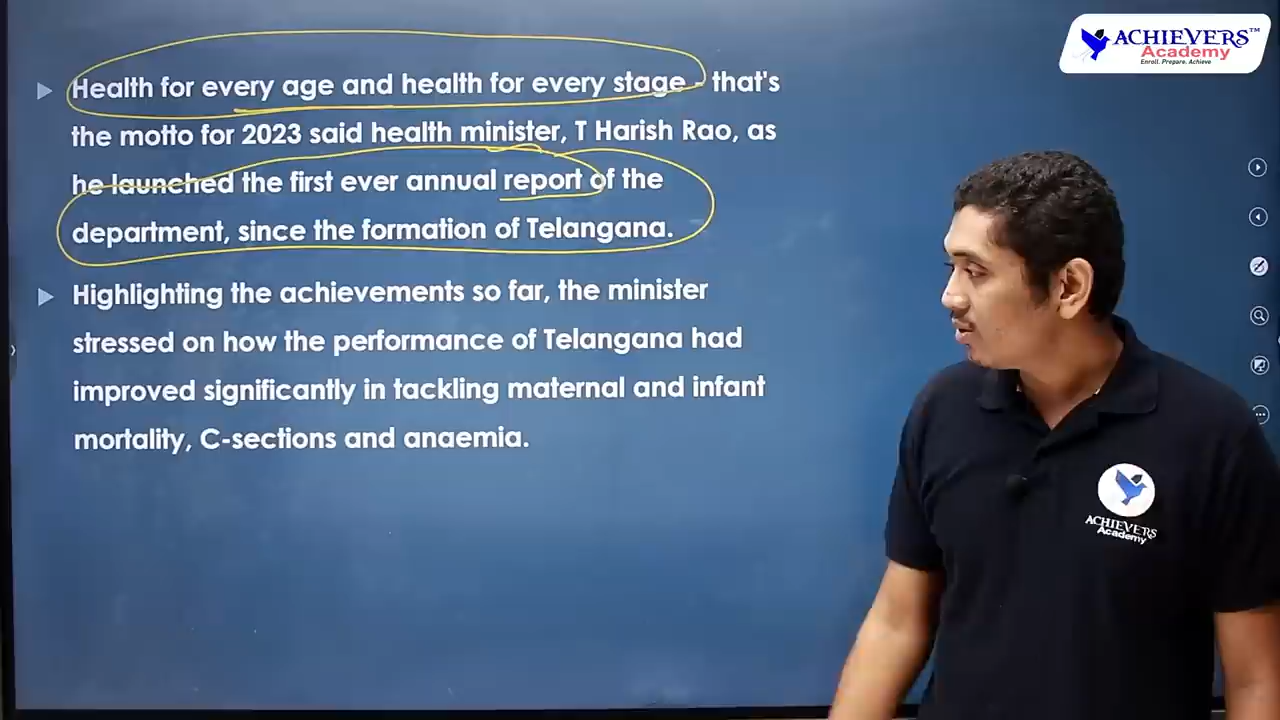 ACHIEVERS™
Academy
Enroll. Prepare. Achieve
Health for every age and health for every stage - that's
the motto for 2023 said health minister, T Harish Rao, as
he launched the first ever annual report of the
department, since the formation of Telangana.
Highlighting the achievements so far, the minister
stressed on how the performance of Telangana had
improved significantly in tackling maternal and infant
mortality, C-sections and anaemia.
ACHIEVERS
Academy